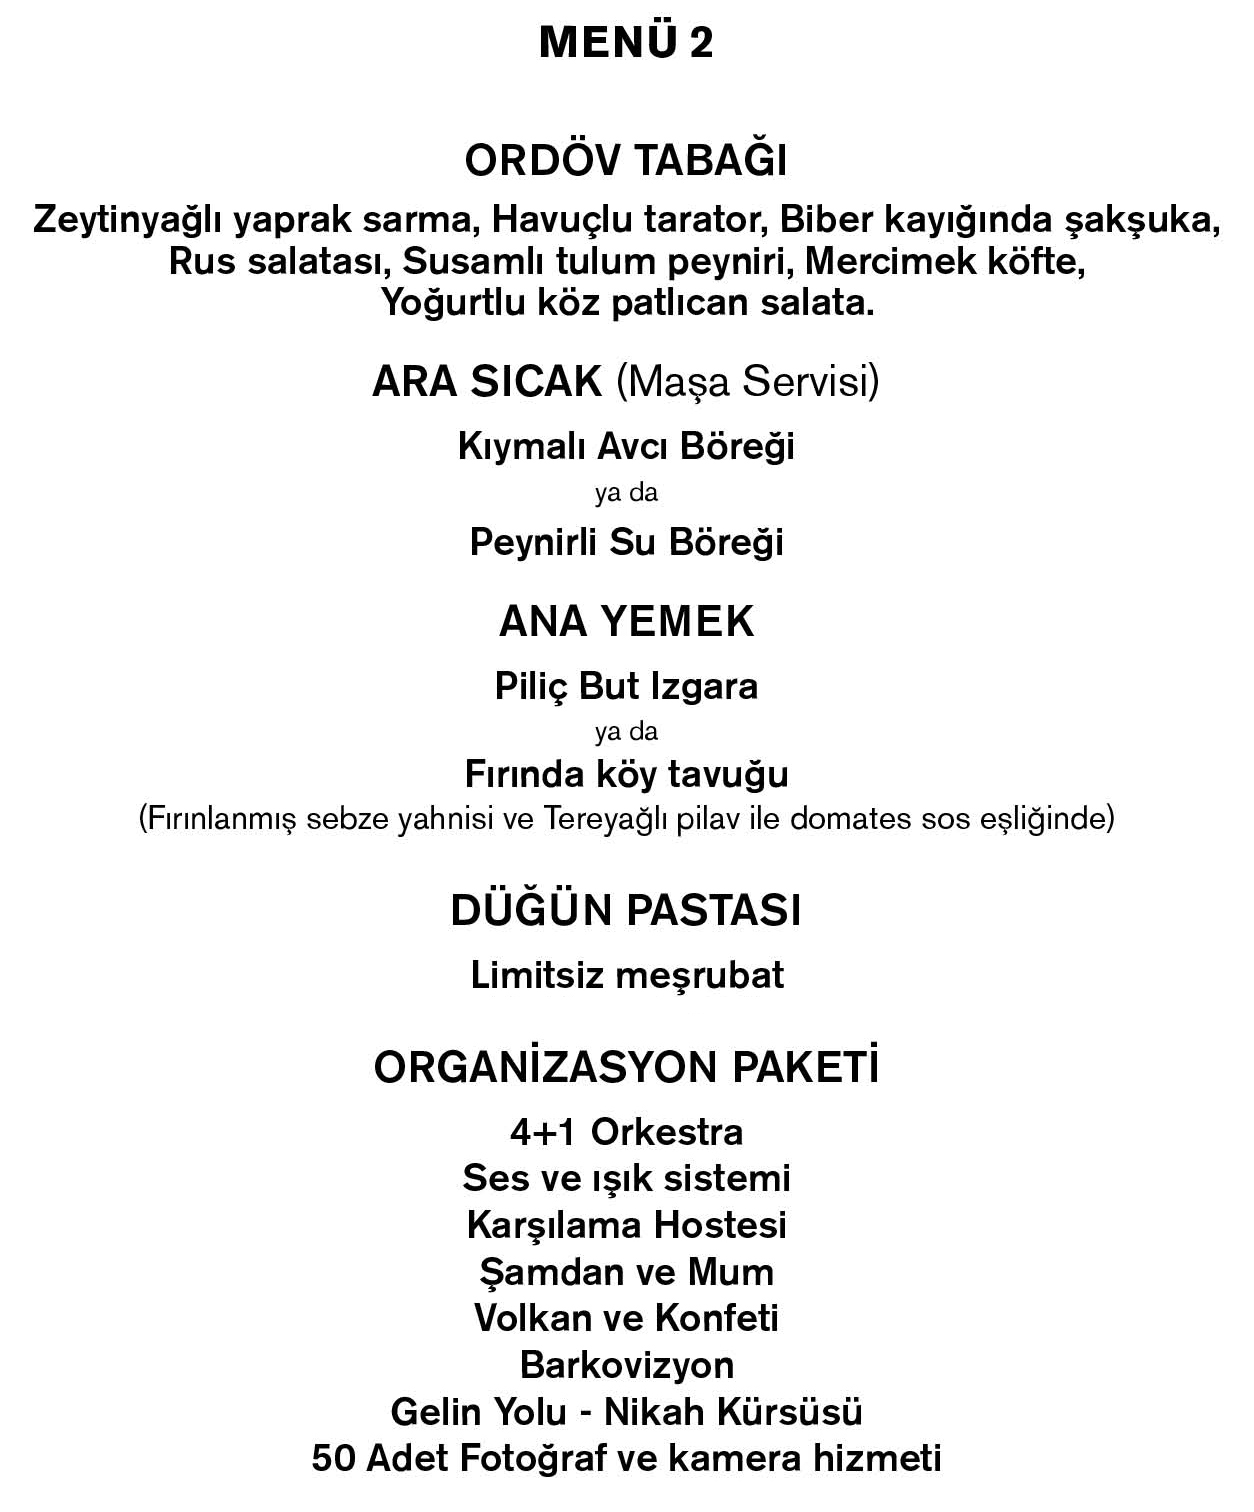 MENÜ 2
ORDÖV TABAĞI
Zeytinyağlı yaprak sarma, Havuçlu tarator, Biber kayığında şakşuka,
Rus salatası, Susamlı tulum peyniri, Mercimek köfte,
Yoğurtlu köz patlıcan salata.
ARA SICAK (Maşa Servisi)
Kıymalı Avcı Böreği
ya da
Peynirli Su Böreği
ANA YEMEK
Piliç But Izgara
ya da
Fırında köy tavuğu
(Fırınlanmış sebze yahnisi ve Tereyağlı pilav ile domates sos eşliğinde)
DÜĞÜN PASTASI
Limitsiz meşrubat
ORGANİZASYON PAKETİ
4+1 Orkestra
Ses ve ışık sistemi
Karşılama Hostesi
Şamdan ve Mum
Volkan ve Konfeti
Barkovizyon
Gelin Yolu - Nikah Kürsüsü
50 Adet Fotoğraf ve kamera hizmeti